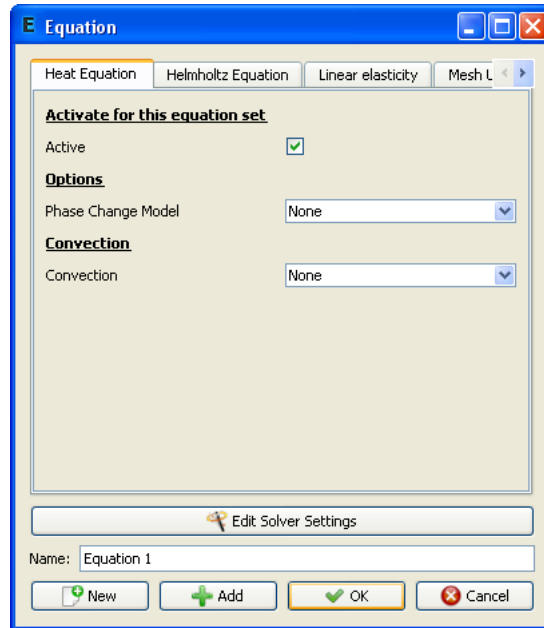 E Equation
Heat Equation Helmholtz Equation Linear elasticity Mesh U
Activate for this equation set
Active
Options
Phase Change Model None
Convection
Convection None
Edit Solver Settings
Name: Equation 1
New Add OK Cancel